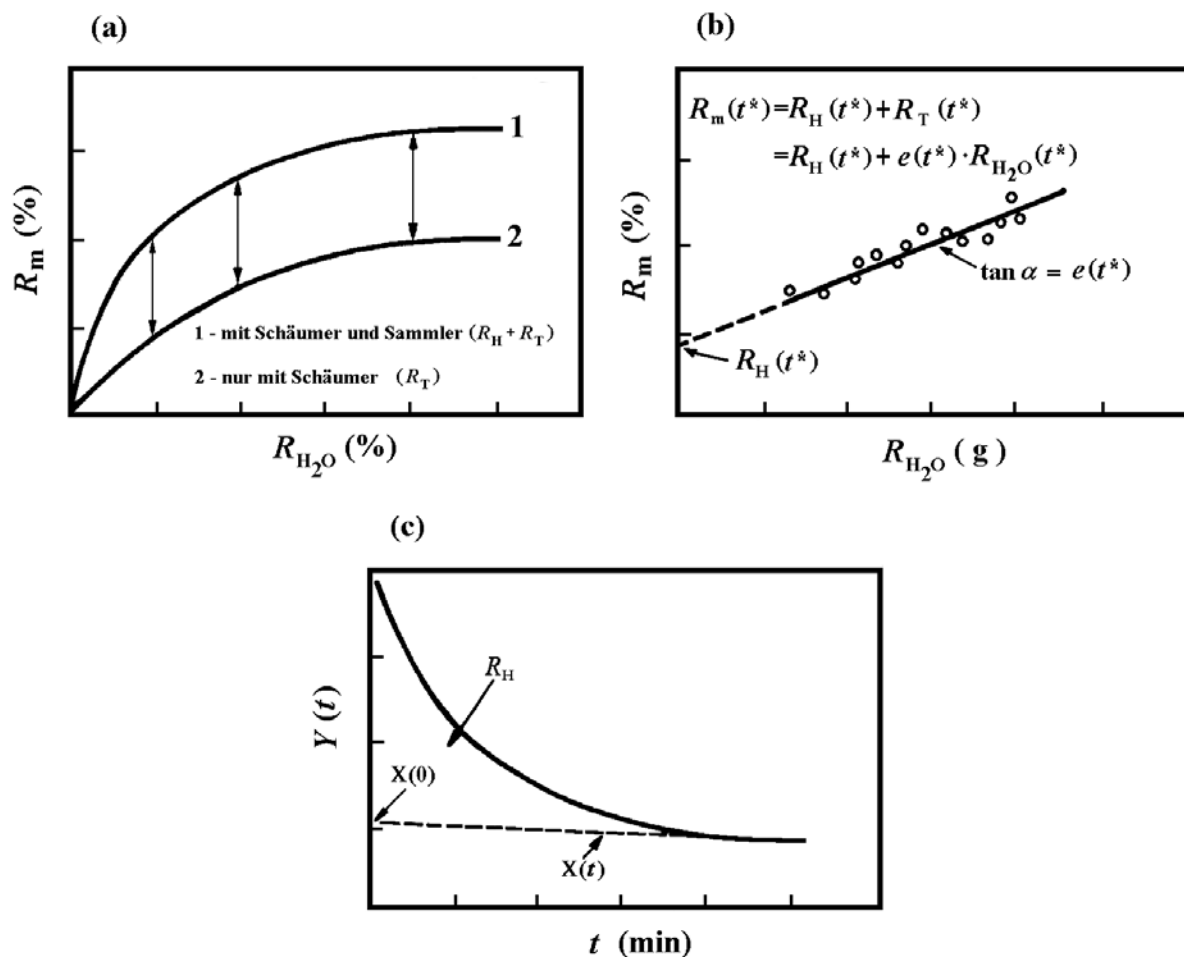 (a)
R_m (%)
1
2
1 - mit Schäumer und Sammler (R_H + R_T)
2 - nur mit Schäumer (R_T)
R_H₂O (%)
(b)
R_m (%)
R_m(t*) = R_H(t*) + R_T(t*)
= R_H(t*) + e(t*) · R_H₂O(t*)
tan α = e(t*)
R_H(t*)
R_H₂O ( g )
(c)
Y(t)
R_H
X(0)
X(t)
t (min)